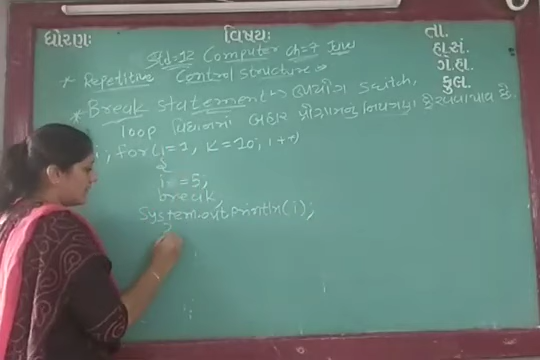 ધોરણઃ વિષયઃ તા.
હા.સં.
ગે.હા.
કુલ.
Std=12 Computer ch=7
* Repetitive Control structure
* Break statement ઉપયોગ switch,
loop વિધાનમાં બહાર પ્રોગ્રામનું નિયંત્રણ ફેરવવા થાય છે.
i, for(i=1, K=20; i++)
{
i==5;
break;
System.out.println(i);
}